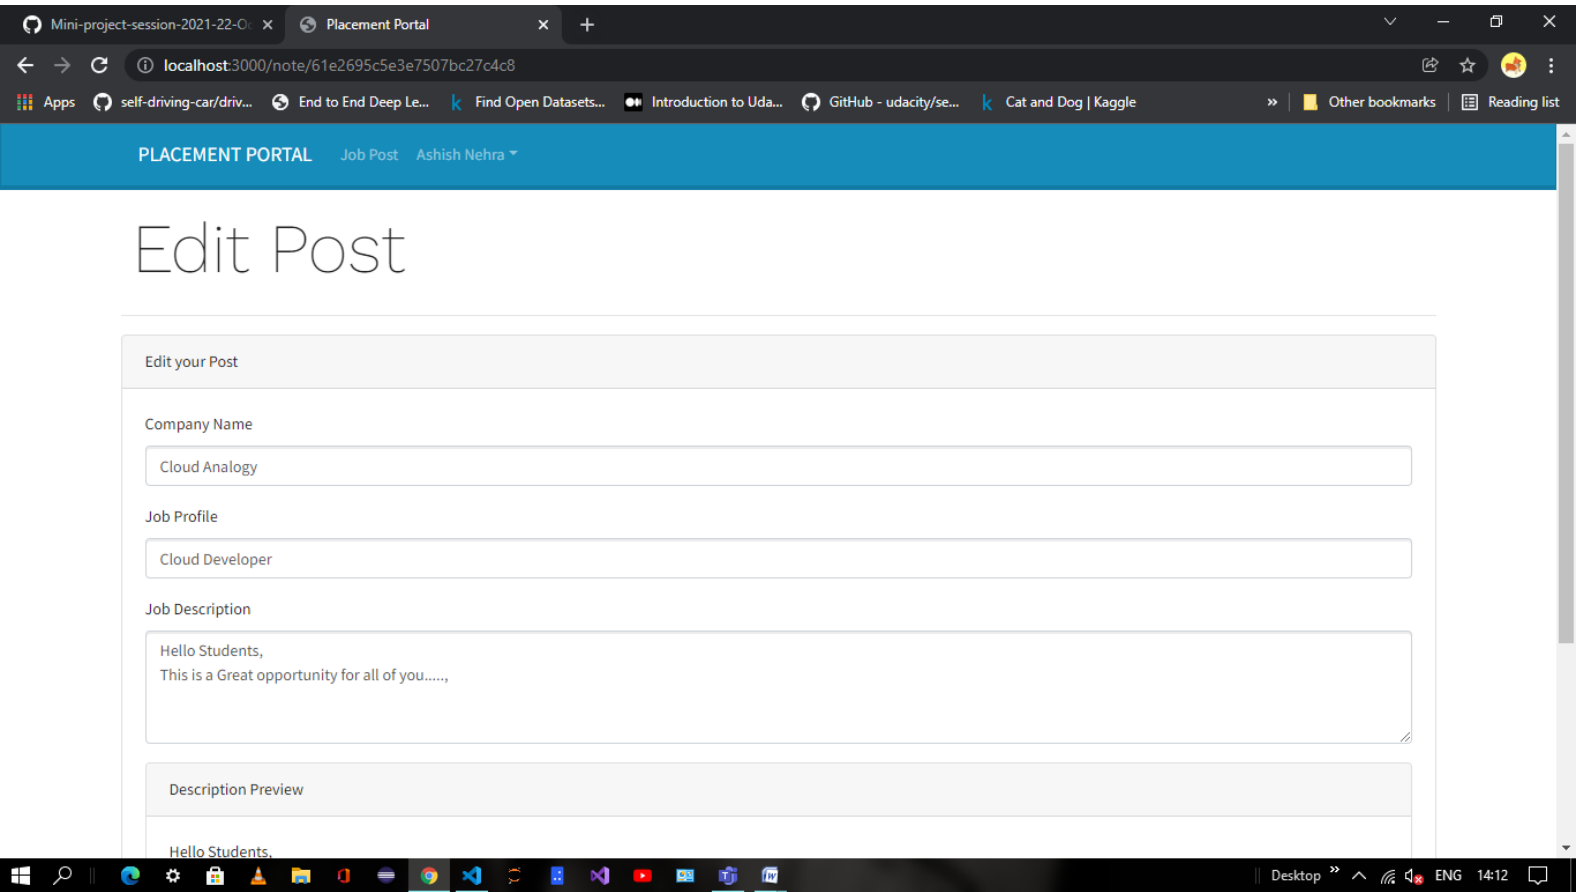 Mini-project-session-2021-22-Oc
Placement Portal
localhost:3000/note/61e2695c5e3e7507bc27c4c8
Apps
self-driving-car/driv...
End to End Deep Le...
Find Open Datasets...
Introduction to Uda...
GitHub - udacity/se...
Cat and Dog | Kaggle
»
Other bookmarks
Reading list
PLACEMENT PORTAL
Job Post
Ashish Nehra
Edit Post
Edit your Post
Company Name
Cloud Analogy
Job Profile
Cloud Developer
Job Description
Hello Students,
This is a Great opportunity for all of you.....,
Description Preview
Hello Students,
Desktop
»
ENG
14:12